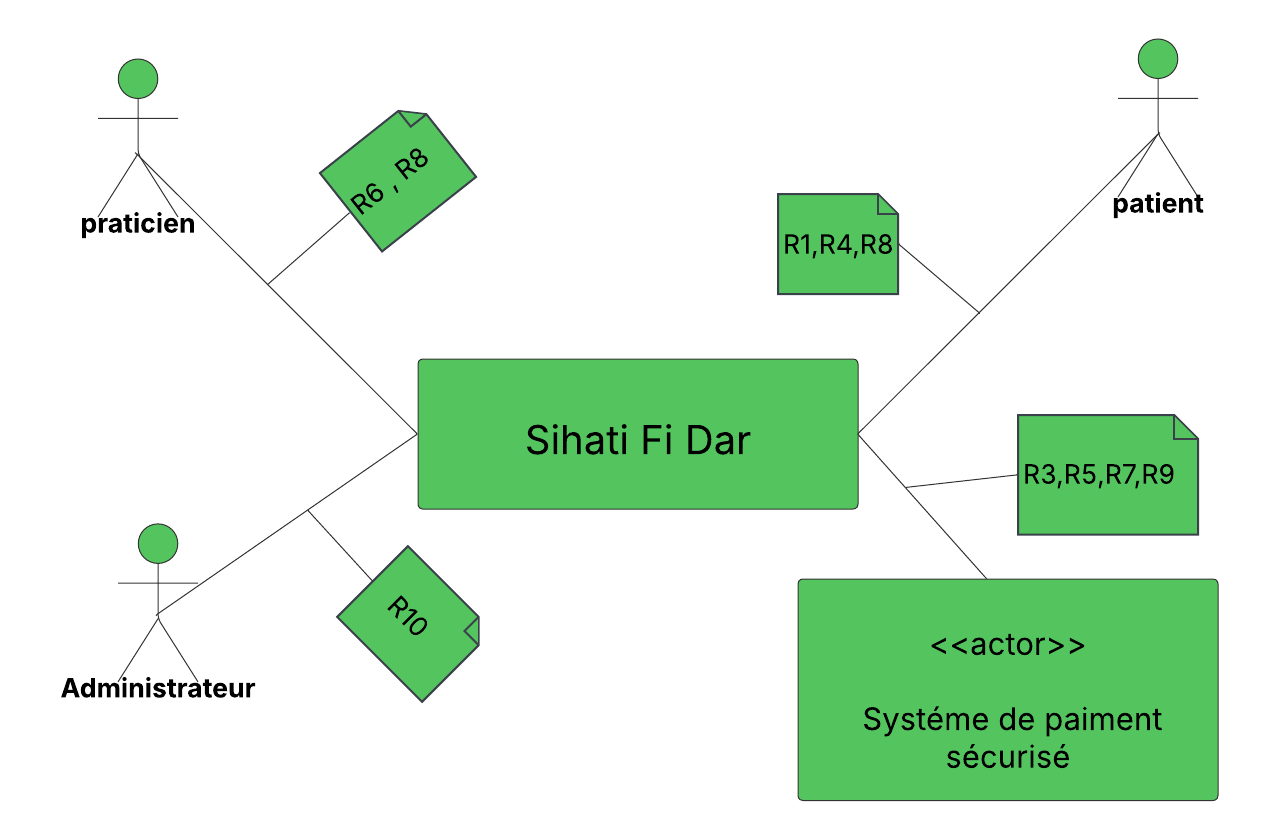 praticien
R6 , R8
patient
R1,R4,R8
Sihati Fi Dar
R3,R5,R7,R9
Administrateur
R10
<<actor>>
Systéme de paiment
sécurisé